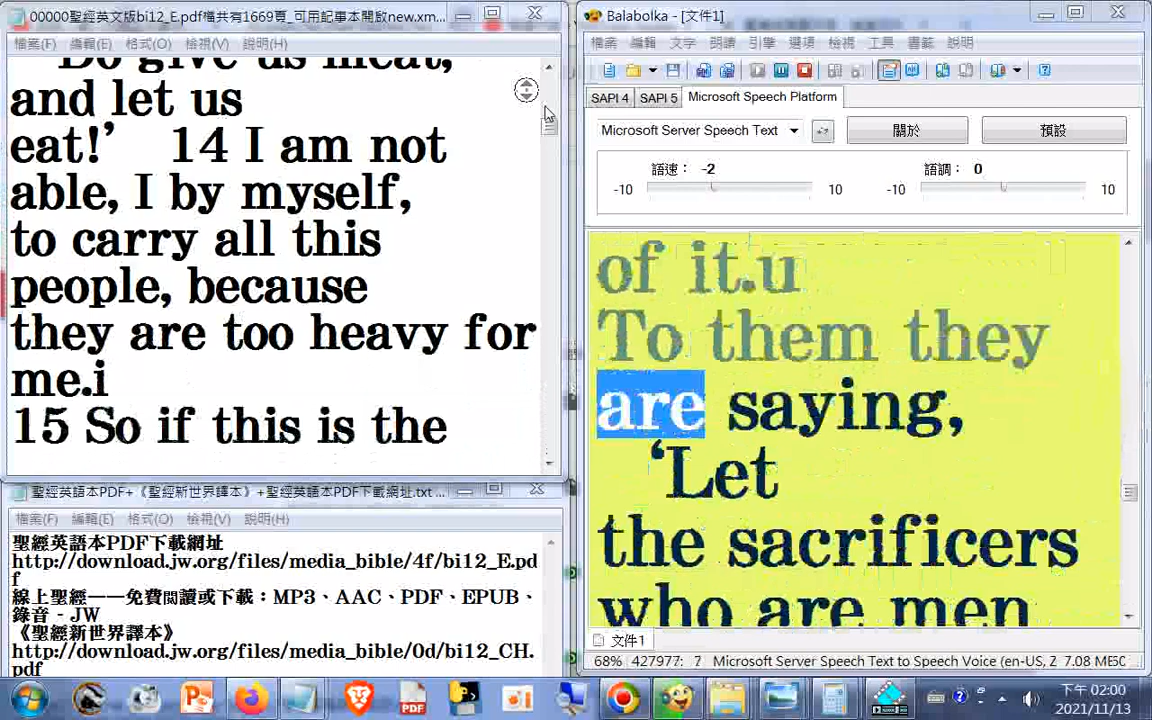 00000聖經英文版bi12_E.pdf檔共有1669頁_可用記事本開啟new.xm...
檔案(F) 編輯(E) 格式(O) 檢視(V) 說明(H)
"Do give us meat,
and let us
eat!’ 14 I am not
able, I by myself,
to carry all this
people, because
they are too heavy for
me.i
15 So if this is the
聖經英語本PDF+《聖經新世界譯本》+聖經英語本PDF下載網址.txt ...
檔案(F) 編輯(E) 格式(O) 檢視(V) 說明(H)
聖經英語本PDF下載網址
http://download.jw.org/files/media_bible/4f/bi12_E.pd
f
線上聖經——免費閱讀或下載：MP3、AAC、PDF、EPUB、
錄音 - JW
《聖經新世界譯本》
http://download.jw.org/files/media_bible/0d/bi12_CH.
pdf
Balabolka - [文件1]
檔案 編輯 文字 朗讀 引擎 選項 檢視 工具 書籤 說明
SAPI 4 SAPI 5 Microsoft Speech Platform
Microsoft Server Speech Text 關於 預設
語速： -2 語調： 0
-10 10 -10 10
of it.u
To them they
are saying,
‘Let
the sacrificers
who are men
文件1
68% 427977: 7 Microsoft Server Speech Text to Speech Voice (en-US, Z 7.08 МБ
下午 02:00
2021/11/13